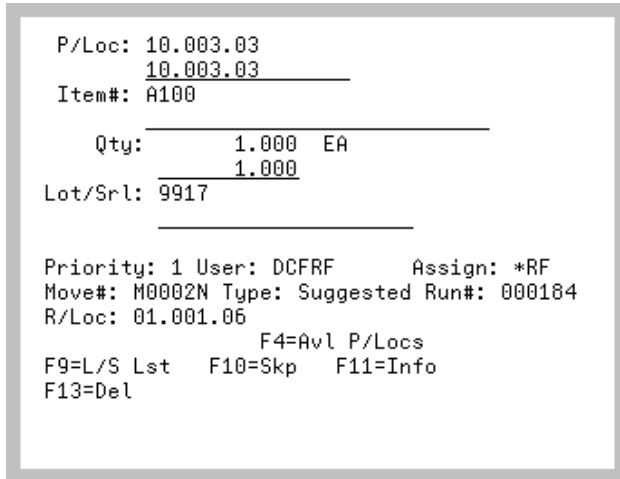 P/Loc: 10.003.03
10.003.03
Item#: A100
Qty: 1.000 EA
1.000
Lot/Srl: 9917
Priority: 1 User: DCFRF Assign: *RF
Move#: M0002N Type: Suggested Run#: 000184
R/Loc: 01.001.06
F4=Avl P/Locs
F9=L/S Lst F10=Skp F11=Info
F13=Del